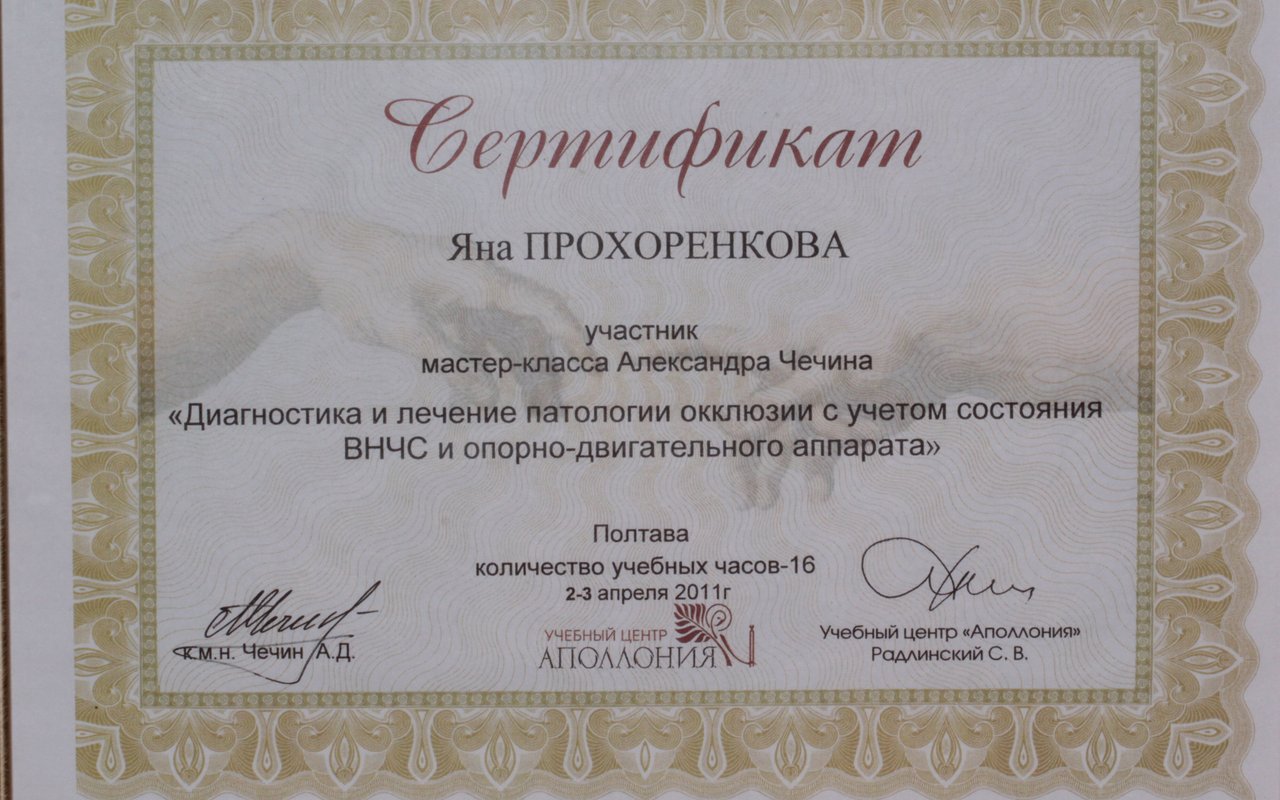 Сертификат
Яна ПРОХОРЕНКОВА
участник
мастер-класса Александра Чечина
«Диагностика и лечение патологии окклюзии с учетом состояния
ВНЧС и опорно-двигательного аппарата»
Полтава
количество учебных часов-16
2-3 апреля 2011г
к.м.н. Чечин А.Д.
УЧЕБНЫЙ ЦЕНТР
АПОЛЛОНИЯ
Учебный центр «Аполлония»
Радлинский С. В.